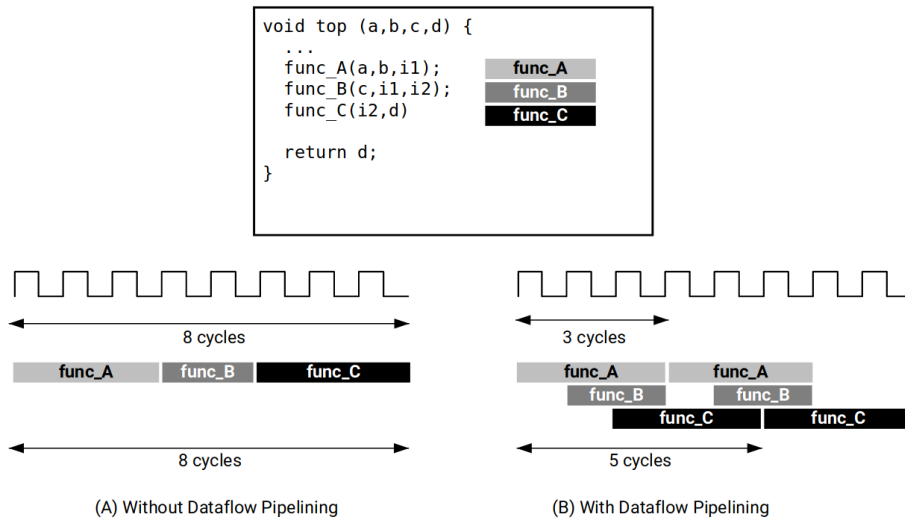 void top (a,b,c,d) {
...
func_A(a,b,i1);
func_B(c,i1,i2);
func_C(i2,d)
func_A
func_B
func_C
return d;
}
8 cycles
func_A func_B func_C
8 cycles
(A) Without Dataflow Pipelining
3 cycles
func_A func_A
func_B func_B
func_C func_C
5 cycles
(B) With Dataflow Pipelining